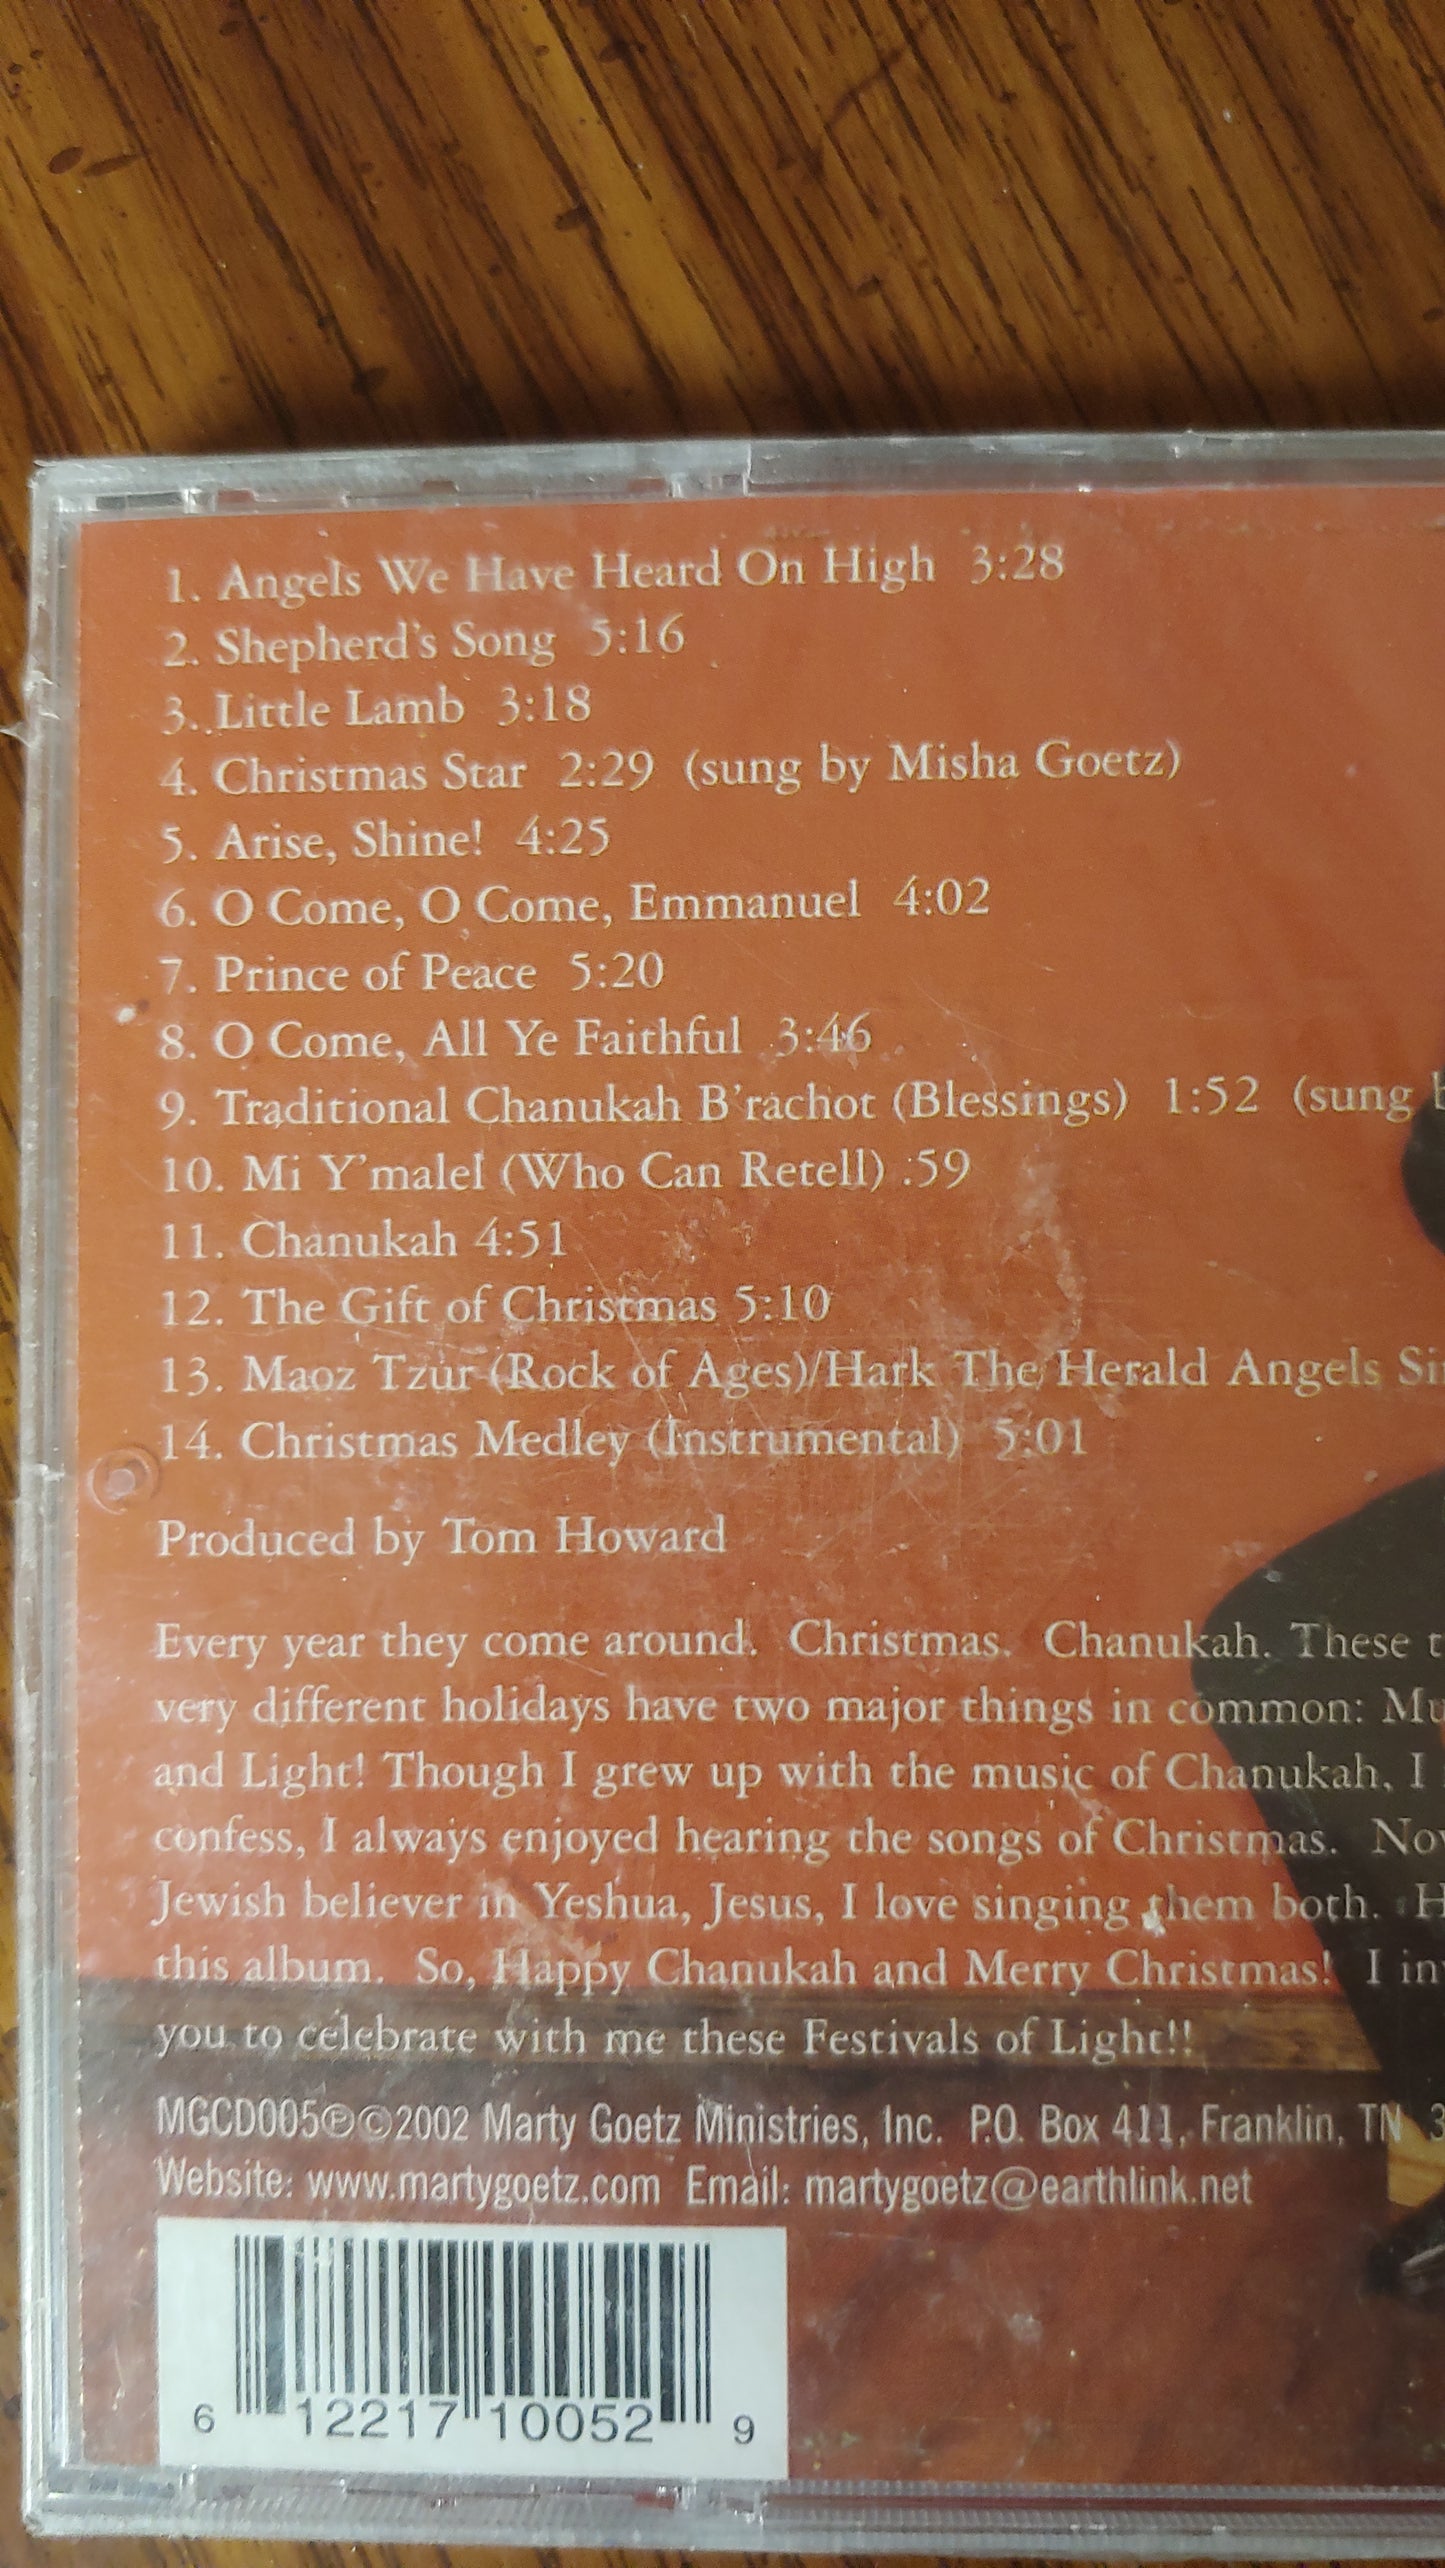 1. Angels We Have Heard On High 3:28
2. Shepherd's Song 5:16
3. Little Lamb 3:18
4. Christmas Star 2:29 (sung by Misha Goetz)
5. Arise, Shine! 4:25
6. O Come, O Come, Emmanuel 4:02
7. Prince of Peace 5:20
8. O Come, All Ye Faithful 3:46
9. Traditional Chanukah B'rachot (Blessings) 1:52 (sung
10. Mi Y'malel (Who Can Retell) :59
11. Chanukah 4:51
12. The Gift of Christmas 5:10
13. Maoz Tzur (Rock of Ages)/Hark The Herald Angels
14. Christmas Medley (Instrumental) 5:01
Produced by Tom Howard
Every year they come around. Christmas. Chanukah. These
very different holidays have two major things in common:
and Light! Though I grew up with the music of Chanukah, I
confess, I always enjoyed hearing the songs of Christmas.
Jewish believer in Yeshua, Jesus, I love singing them both.
this album. So, Happy Chanukah and Merry Christmas! I
you to celebrate with me these Festivals of Light!!
MGCD005℗©2002 Marty Goetz Ministries, Inc. P.O. Box 411, Franklin, TN
Website: www.martygoetz.com Email: martygoetz@earthlink.net
6 12217 10052 9